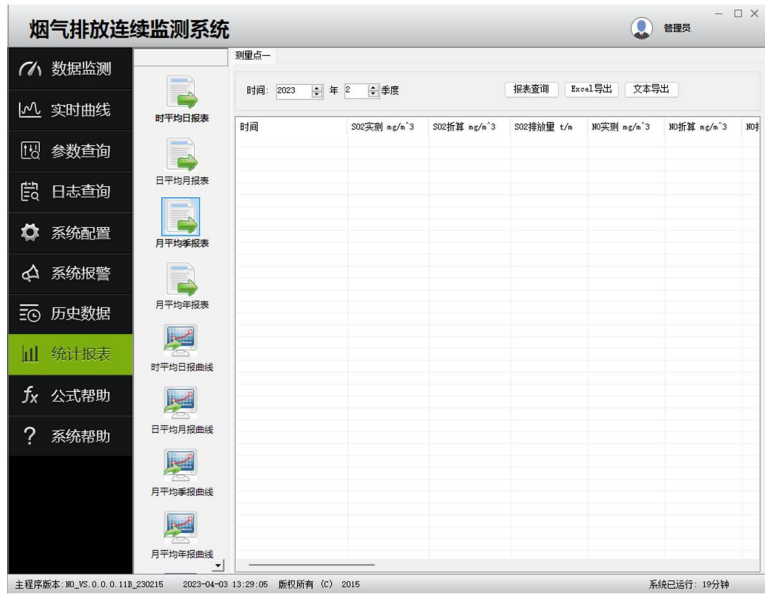 烟气排放连续监测系统
管理员
数据监测
实时曲线
参数查询
日志查询
系统配置
系统报警
历史数据
统计报表
公式帮助
系统帮助
时平均日报表
日平均月报表
月平均季报表
月平均年报表
时平均日报曲线
日平均月报曲线
月平均季报曲线
月平均年报曲线
测量点一
时间: 2023 年 2 季度 报表查询 Excel导出 文本导出
时间 SO2实测 mg/m^3 SO2折算 mg/m^3 SO2排放量 t/m NO实测 mg/m^3 NO折算 mg/m^3
主程序版本:NO_VS.0.0.0.11B_230215 2023-04-03 13:29:05 版权所有 (C) 2015 系统已运行: 19分钟